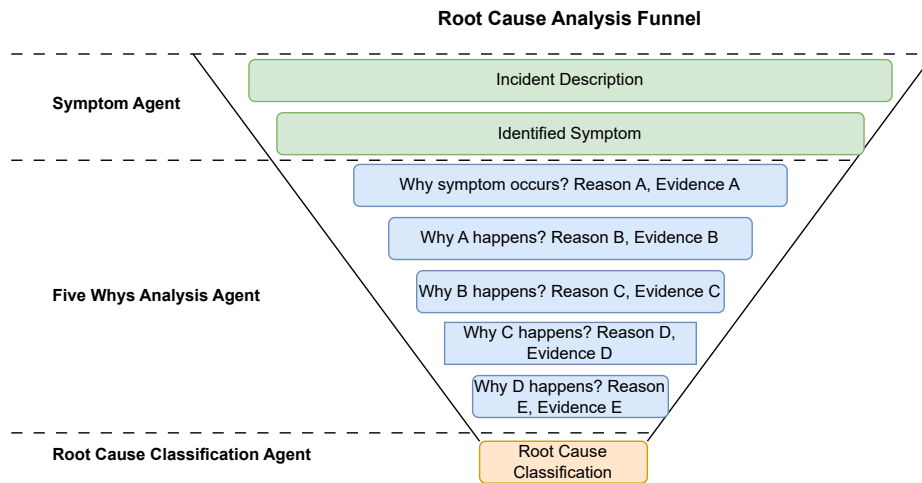 Root Cause Analysis Funnel
Symptom Agent
Incident Description
Identified Symptom
Five Whys Analysis Agent
Why symptom occurs? Reason A, Evidence A
Why A happens? Reason B, Evidence B
Why B happens? Reason C, Evidence C
Why C happens? Reason D,
Evidence D
Why D happens? Reason
E, Evidence E
Root Cause Classification Agent
Root Cause
Classification